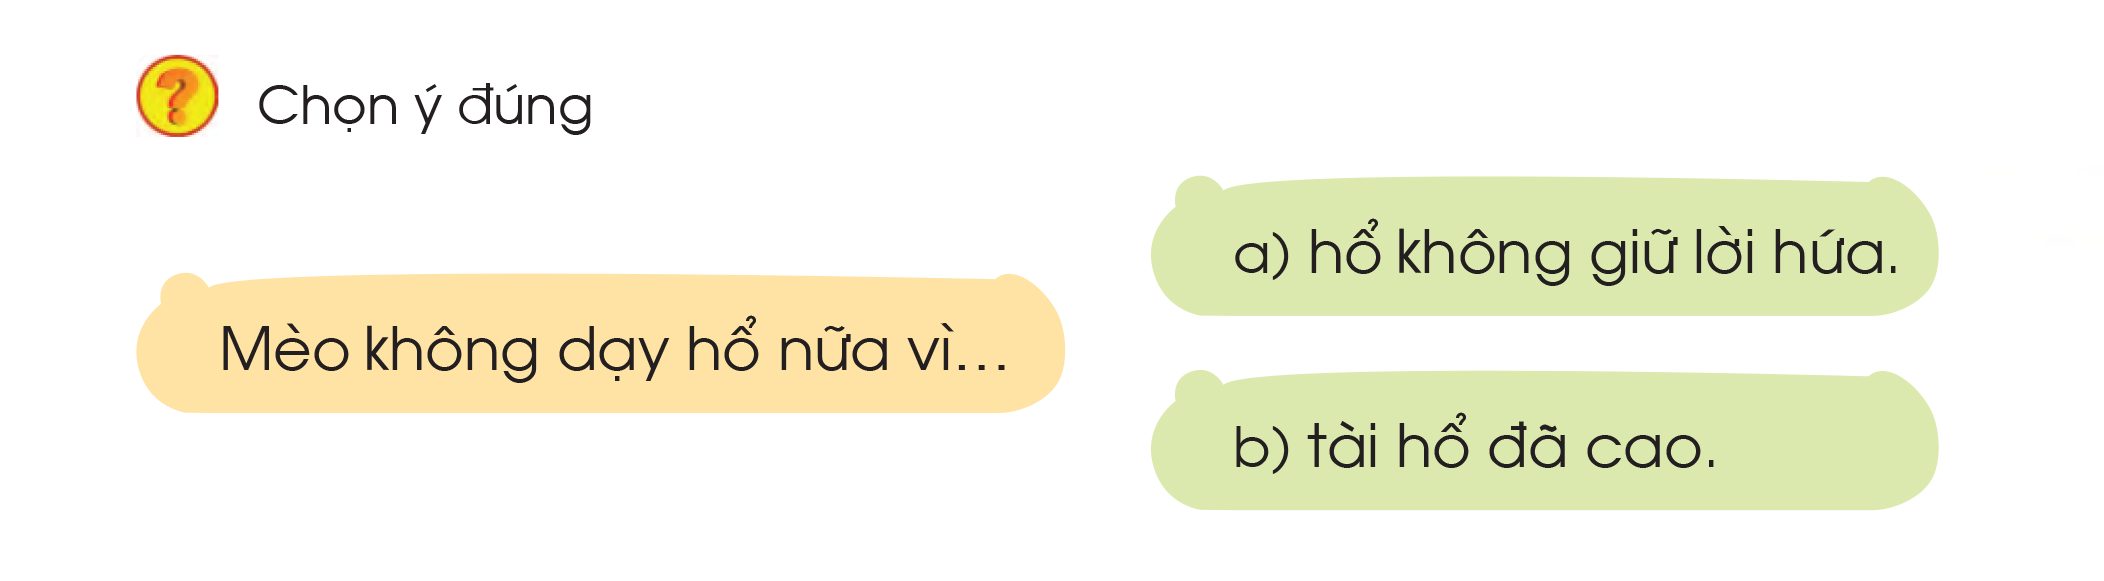 Chọn ý đúng
Mèo không dạy hổ nữa vì...
a) hổ không giữ lời hứa.
b) tài hổ đã cao.